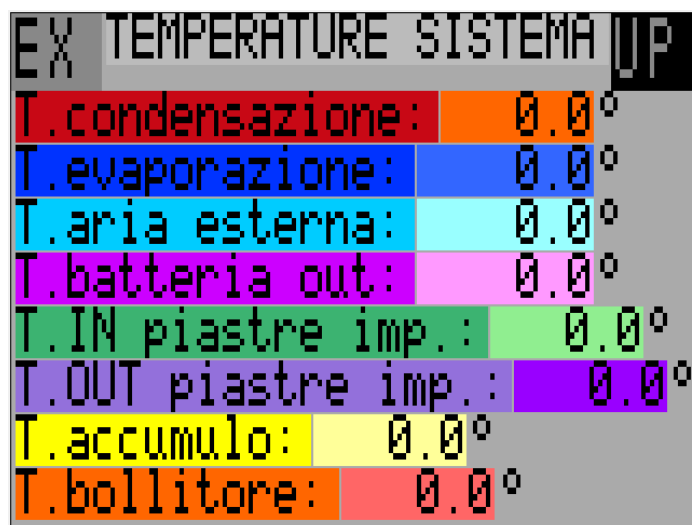 EX TEMPERATURE SISTEMA UP
T.condensazione: 0.0°
T.evaporazione: 0.0°
T.aria esterna: 0.0°
T.batteria out: 0.0°
T.IN piastre imp.: 0.0°
T.OUT piastre imp.: 0.0°
T.accumulo: 0.0°
T.bollitore: 0.0°